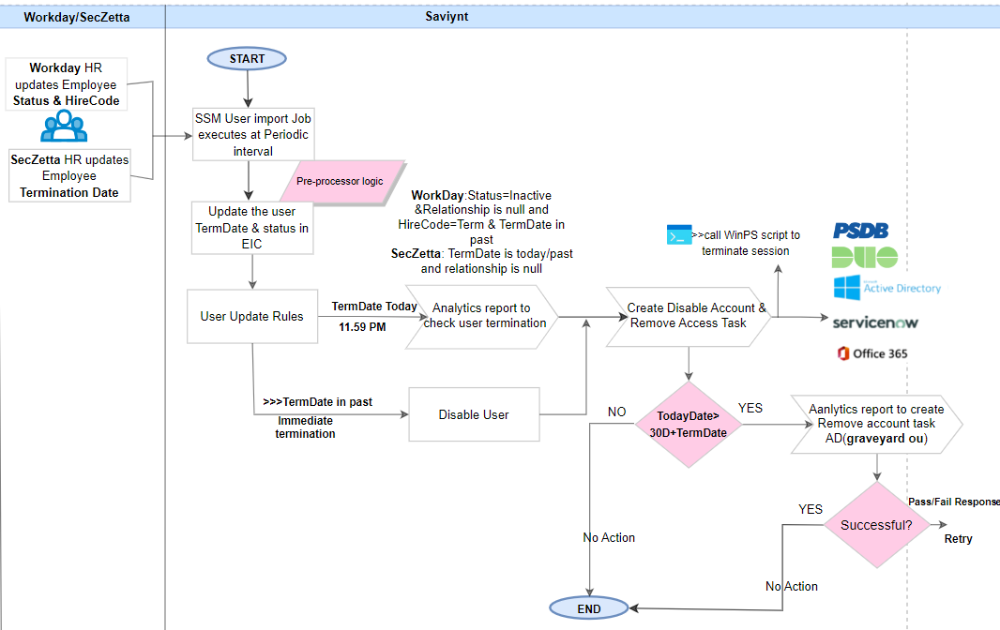 Workday/SecZetta
Saviynt
START
Workday HR
updates Employee
Status & HireCode
SecZetta HR updates
Employee
Termination Date
SSM User import Job
executes at Periodic
interval
Pre-processor logic
Update the user
TermDate & status in
EIC
WorkDay:Status=Inactive
&Relationship is null and
HireCode=Term & TermDate in
past
SecZetta: TermDate is today/past
and relationship is null
>>call WinPS script to
terminate session
PSDB
DUO
Microsoft
Active Directory
servicenow
Office 365
User Update Rules
TermDate Today
11.59 PM
Analytics report to
check user termination
Create Disable Account &
Remove Access Task
>>>TermDate in past
Immediate
termination
Disable User
NO
TodayDate>
30D+TermDate
YES
Aanlytics report to create
Remove account task
AD(graveyard ou)
YES
Successful?
Pass/Fail Response
Retry
No Action
No Action
END